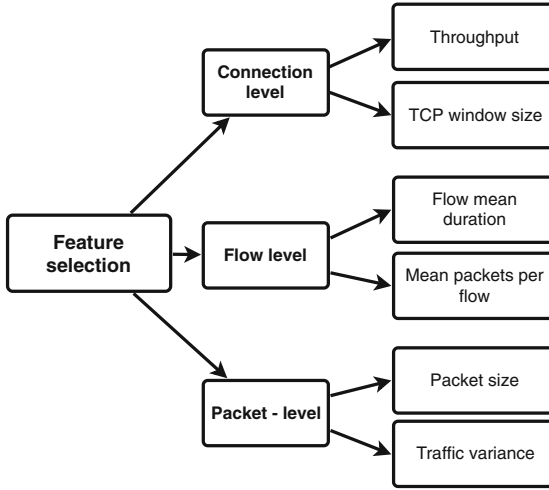 Feature
selection
Connection
level
Throughput
TCP window size
Flow level
Flow mean
duration
Mean packets per
flow
Packet - level
Packet size
Traffic variance